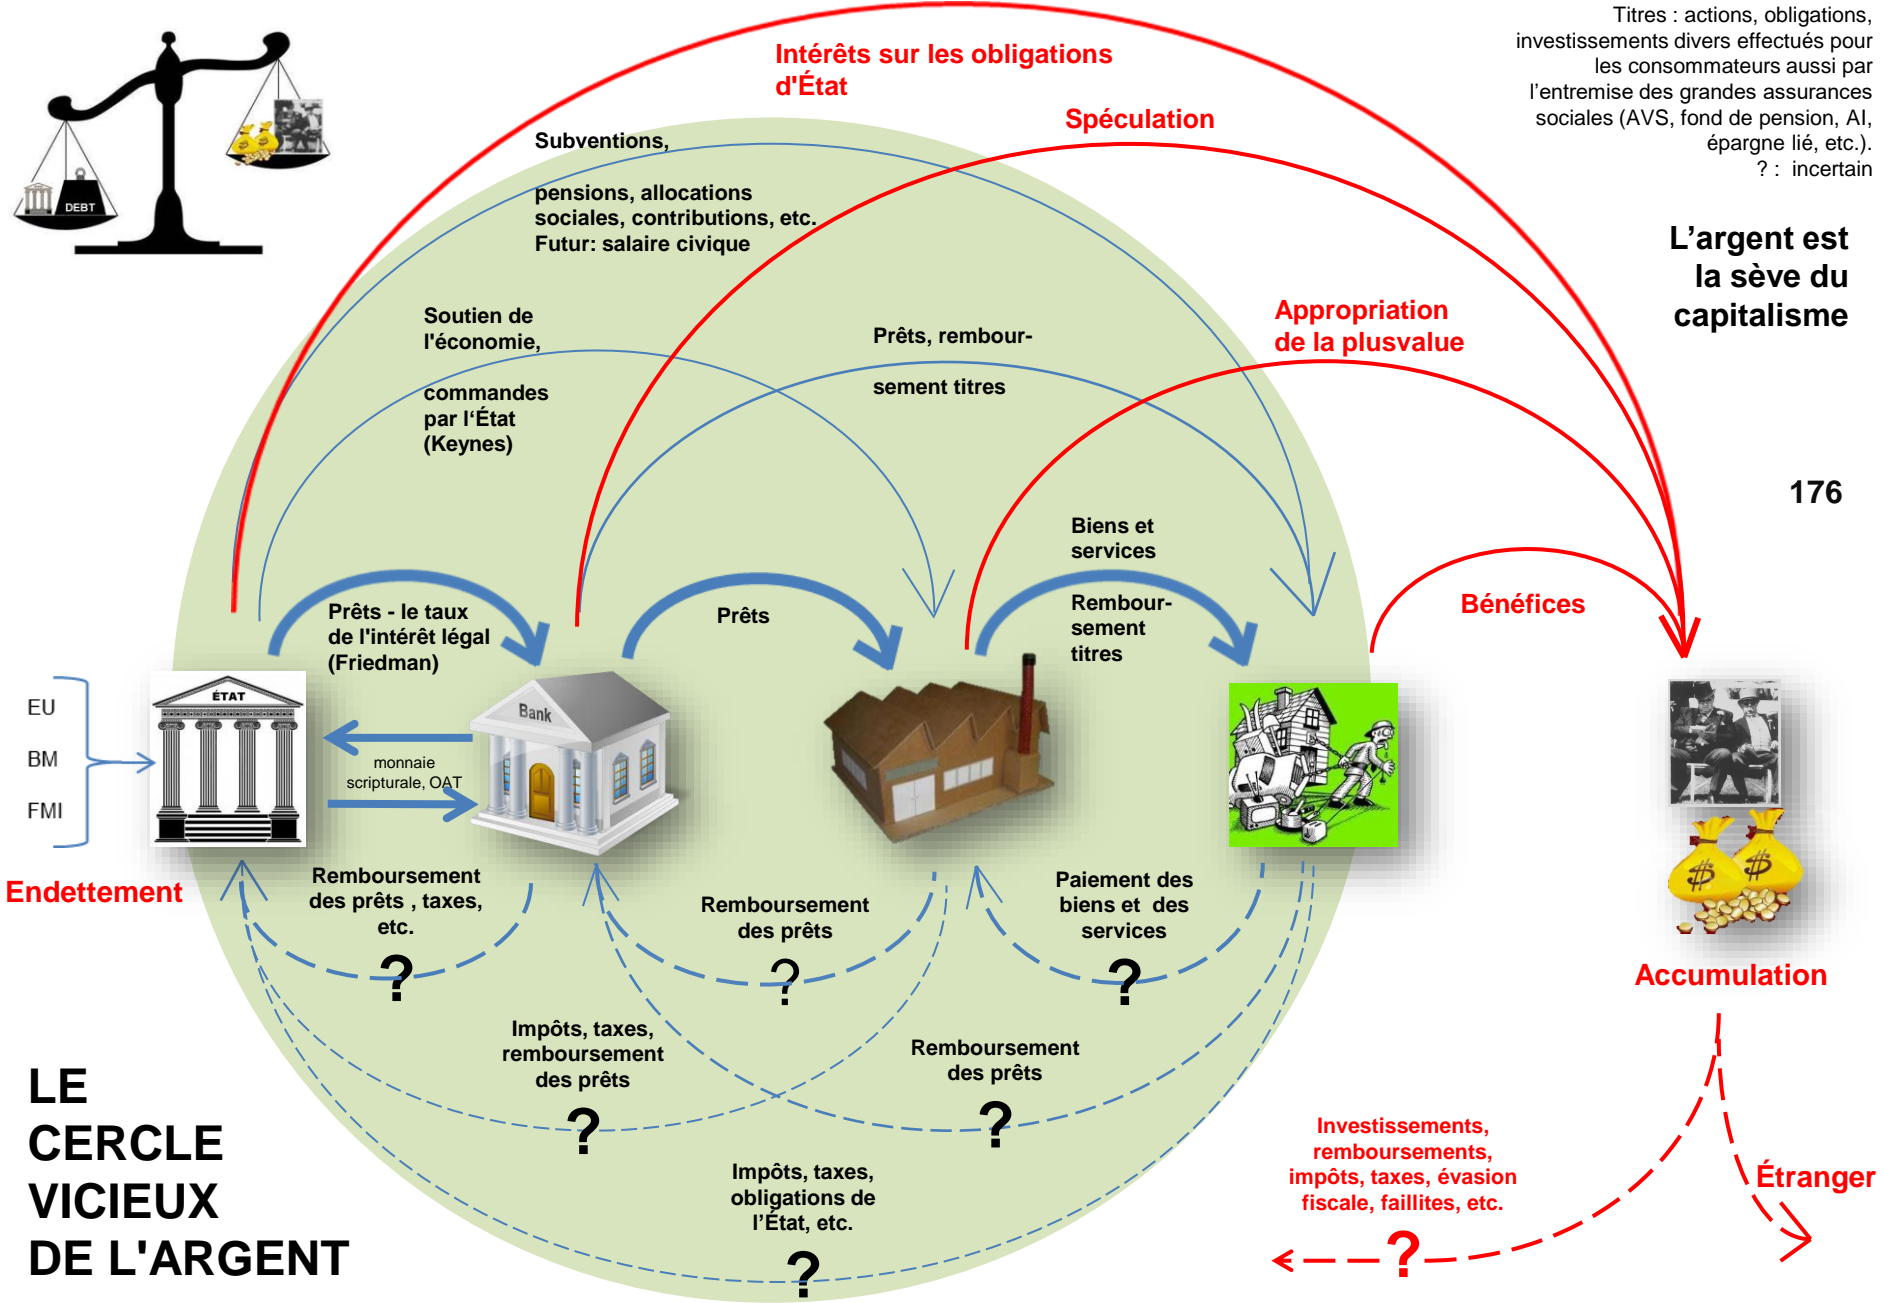 Titres : actions, obligations,
investissements divers effectués pour
les consommateurs aussi par
l'entremise des grandes assurances
sociales (AVS, fond de pension, AI,
épargne lié, etc.).
? : incertain
Intérêts sur les obligations
d'État
Spéculation
Subventions,
pensions, allocations
sociales, contributions, etc.
Futur: salaire civique
DEBT
L'argent est
la sève du
capitalisme
Soutien de
l'économie,
commandes
par l'État
(Keynes)
Prêts, rembour-
sement titres
Appropriation
de la plusvalue
176
Biens et
services
Rembour-
sement
titres
Prêts - le taux
de l'intérêt légal
(Friedman)
Prêts
Bénéfices
EU
BM
FMI
ÉTAT
Bank
monnaie
scripturale, OAT
$ $
Endettement
Remboursement
des prêts , taxes,
etc.
?
Remboursement
des prêts
?
Paiement des
biens et des
services
?
Accumulation
Impôts, taxes,
remboursement
des prêts
?
Remboursement
des prêts
?
Impôts, taxes,
obligations de
l'État, etc.
?
Investissements,
remboursements,
impôts, taxes, évasion
fiscale, faillites, etc.
?
Étranger
LE
CERCLE
VICIEUX
DE L'ARGENT